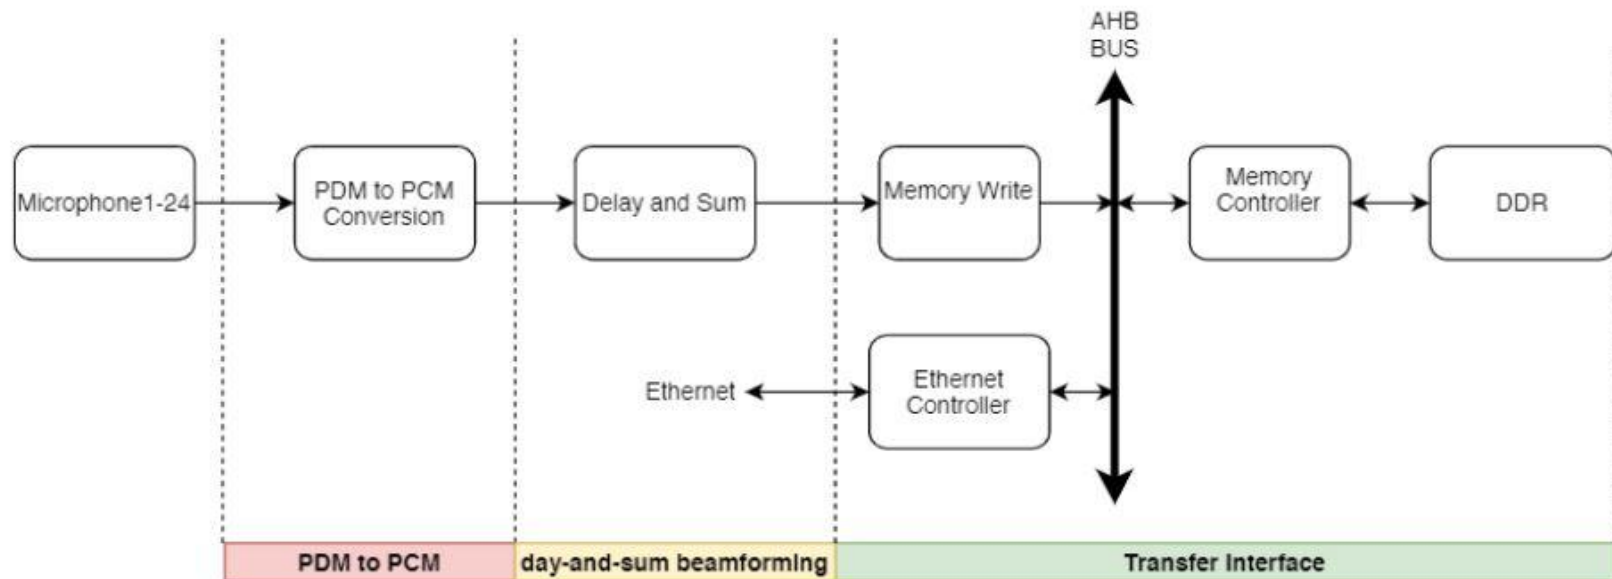 AHB
BUS
Microphone1-24
PDM to PCM
Conversion
Delay and Sum
Memory Write
Memory
Controller
DDR
Ethernet
Ethernet
Controller
PDM to PCM
day-and-sum beamforming
Transfer Interface